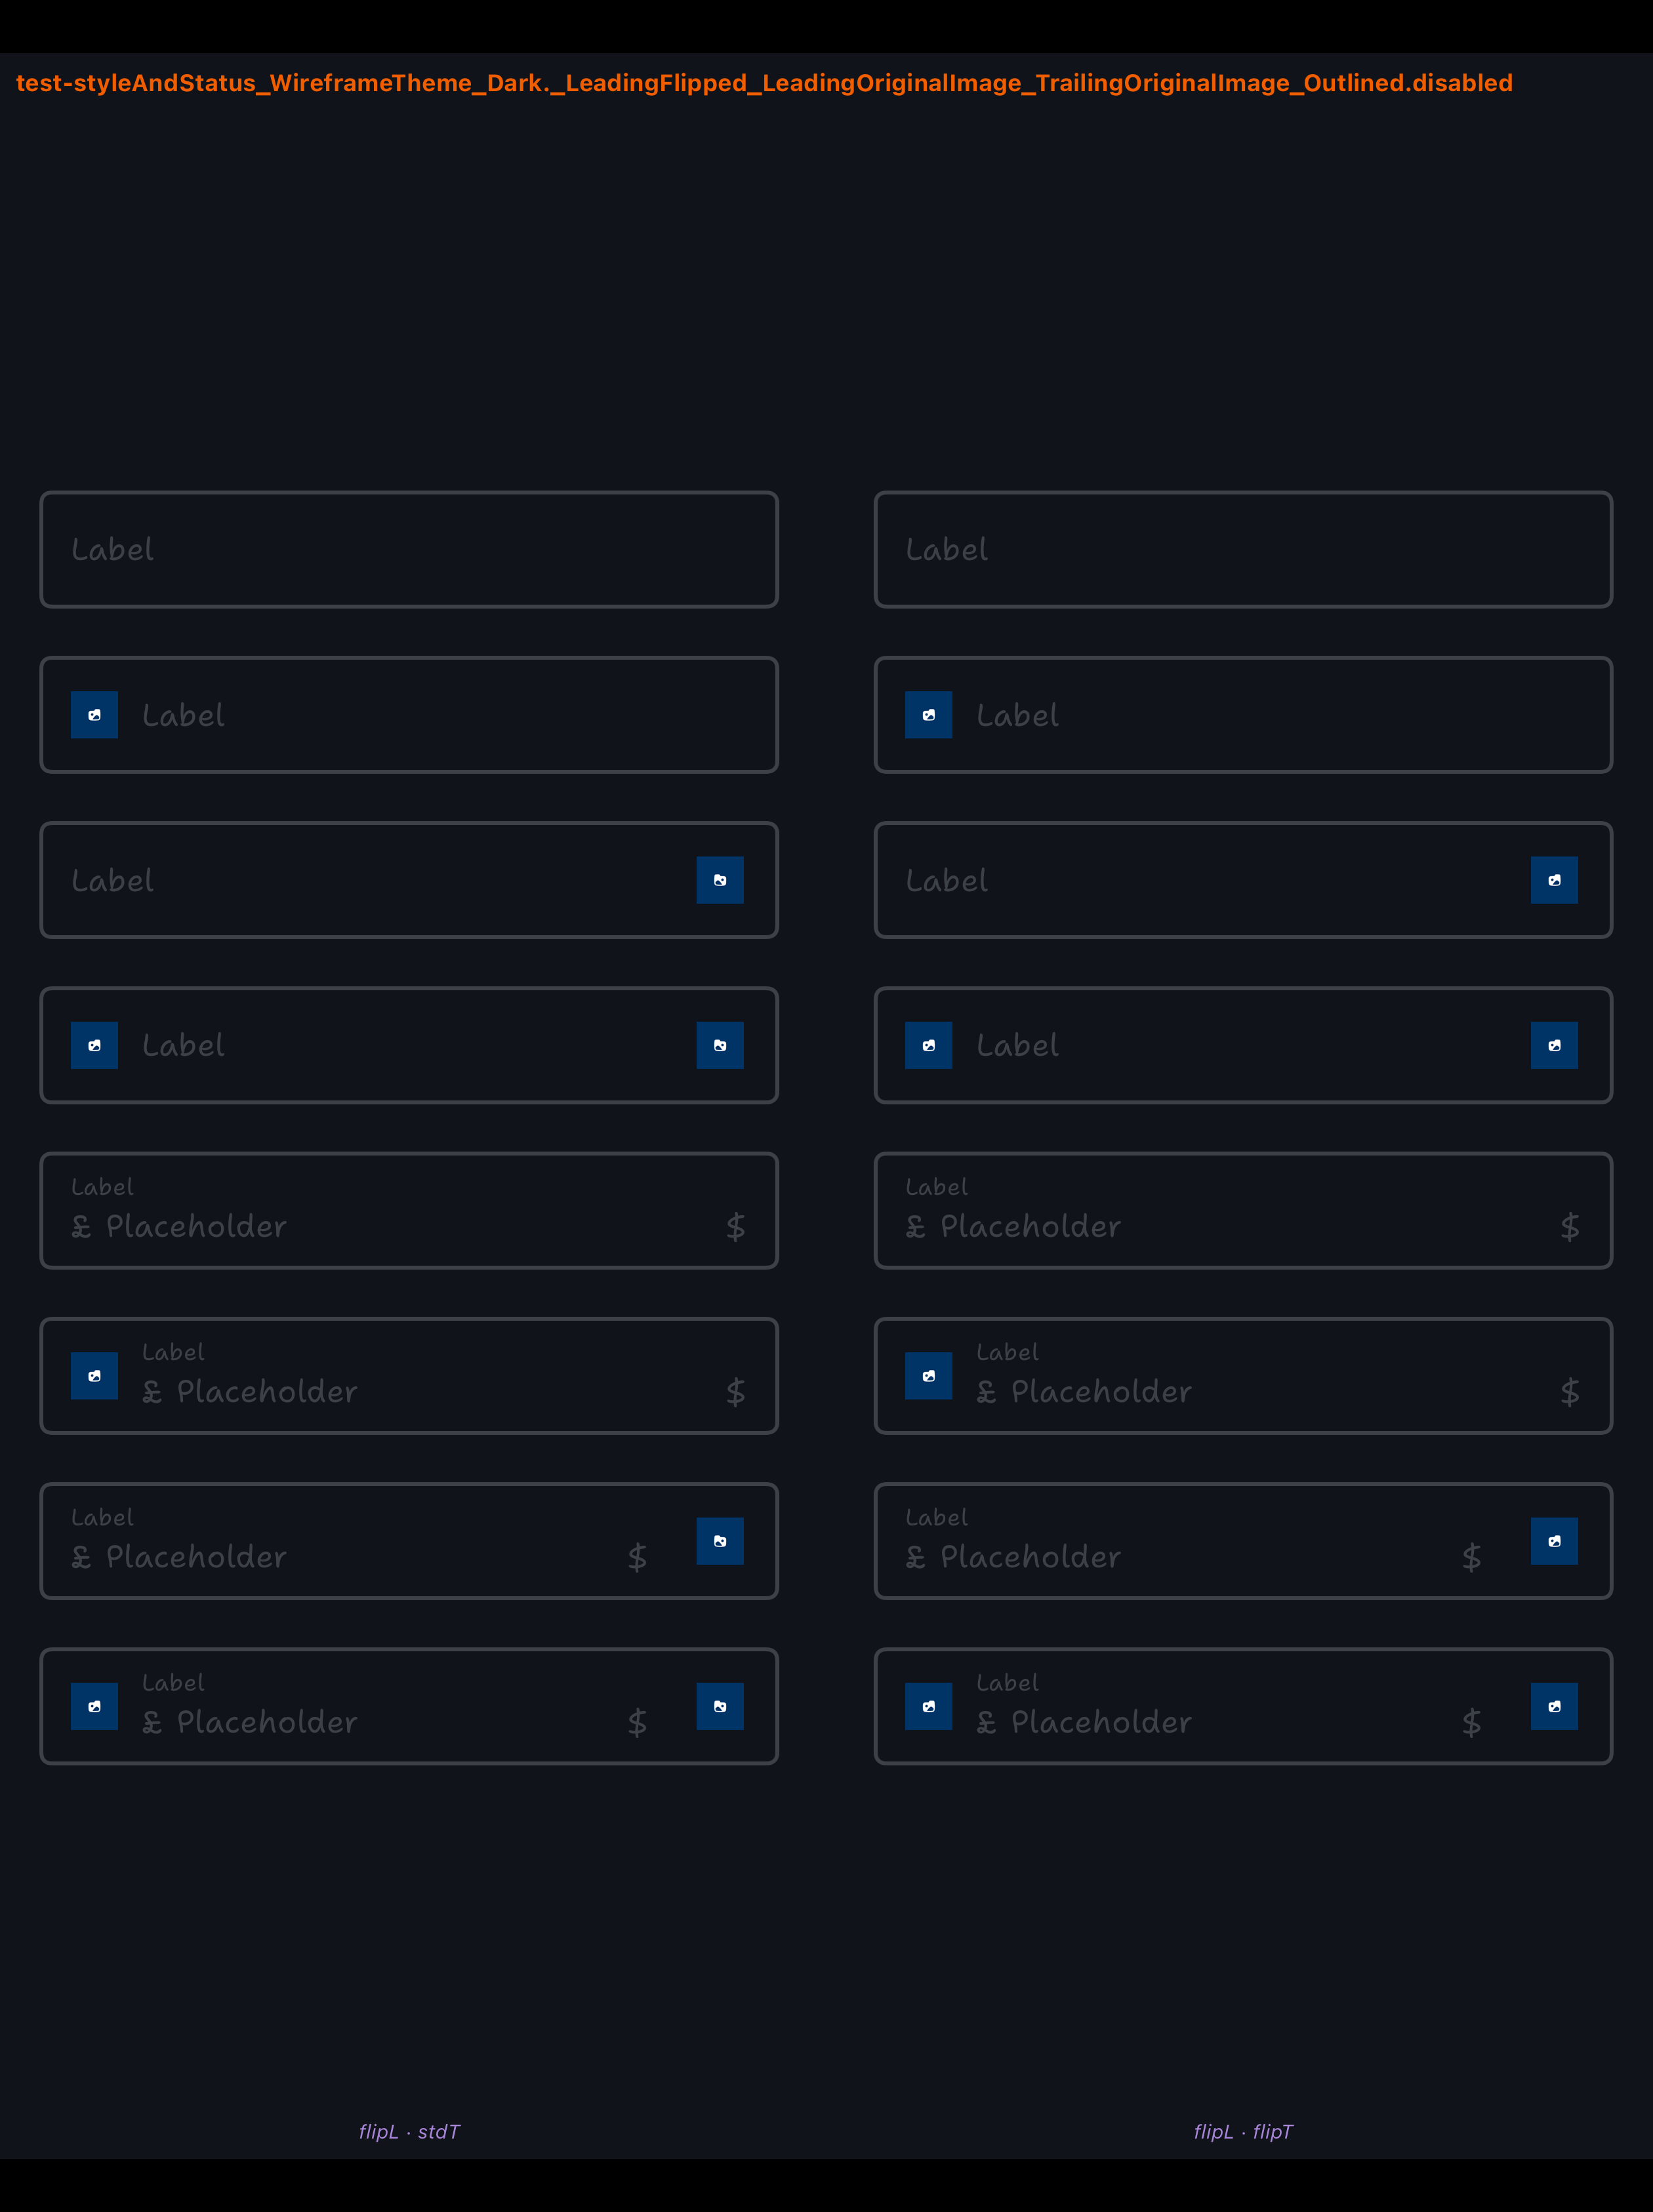 test-styleAndStatus_WireframeTheme_Dark._LeadingFlipped_LeadingOriginalImage_TrailingOriginalImage_Outlined.disabled
Label
Label
Label
Label
Label
Label
Label
Label
Label
Label
£ Placeholder $
£ Placeholder $
Label
Label
£ Placeholder $
£ Placeholder $
Label
Label
£ Placeholder $
£ Placeholder $
Label
Label
£ Placeholder $
£ Placeholder $
flipL · stdT
flipL · flipT